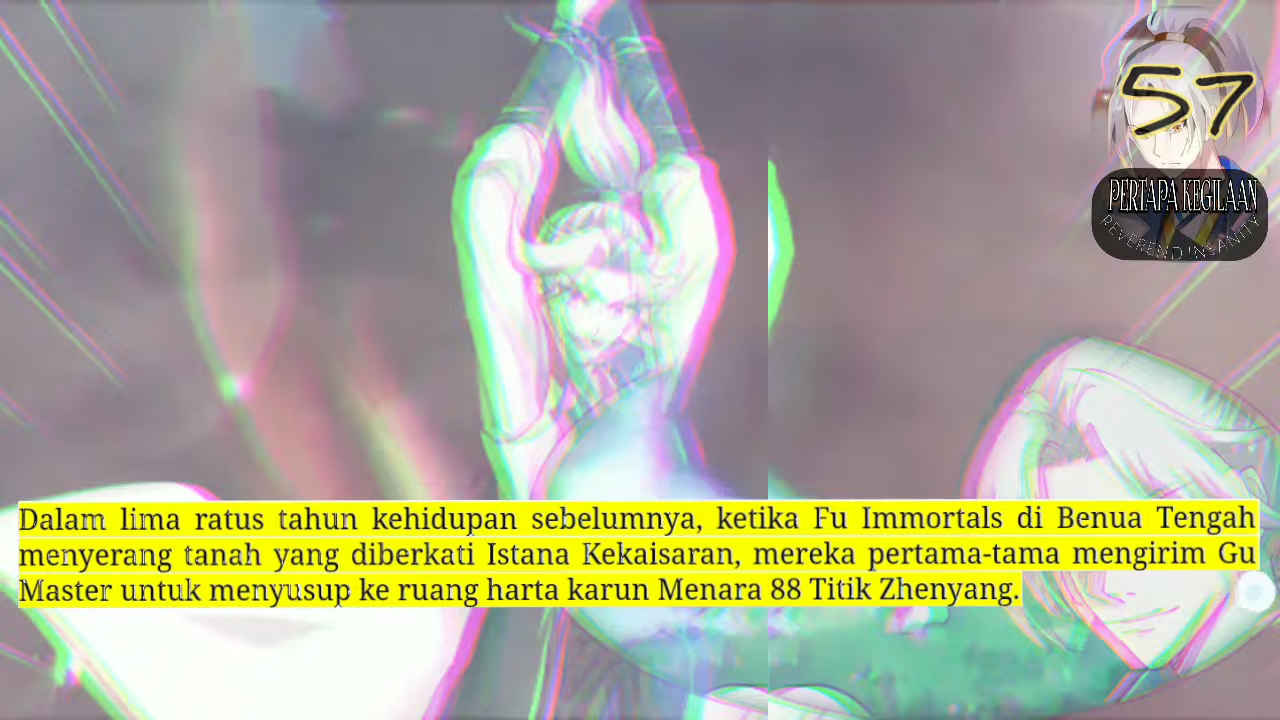 57
PERTAPA KEGILAAN
REVEREND INSANITY
Dalam lima ratus tahun kehidupan sebelumnya, ketika Fu Immortals di Benua Tengah
menyerang tanah yang diberkati Istana Kekaisaran, mereka pertama-tama mengirim Gu
Master untuk menyusup ke ruang harta karun Menara 88 Titik Zhenyang.